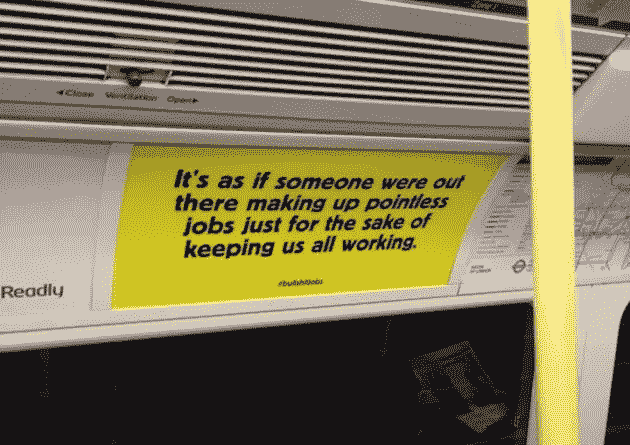 ◄Close Ventilation Open►
It's as if someone were out
there making up pointless
jobs just for the sake of
keeping us all working.
#bullshitjobs
Readly